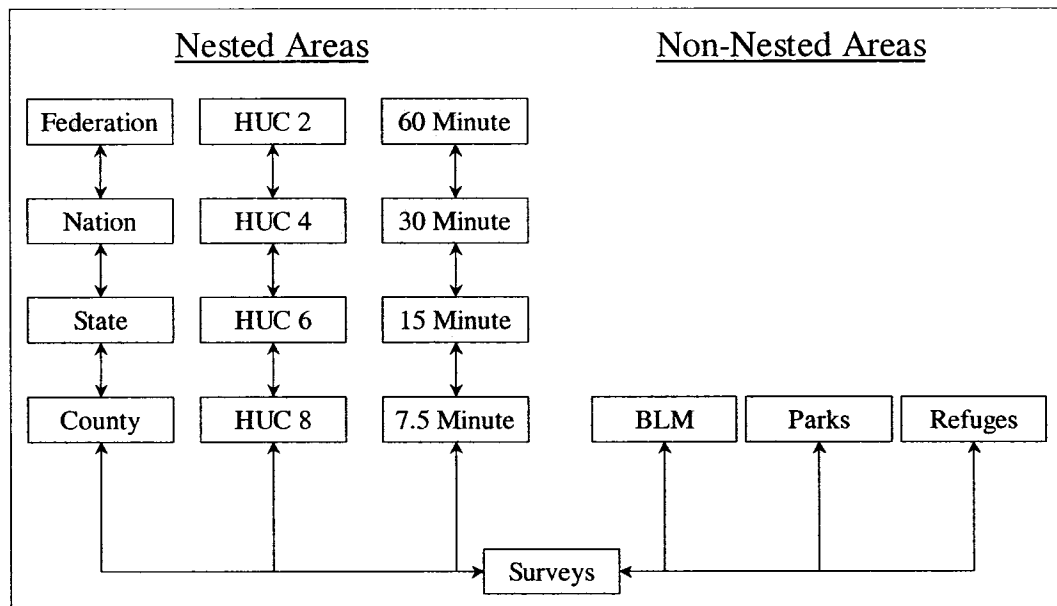 Nested Areas
Non-Nested Areas
Federation
HUC 2
60 Minute
Nation
HUC 4
30 Minute
State
HUC 6
15 Minute
County
HUC 8
7.5 Minute
BLM
Parks
Refuges
Surveys